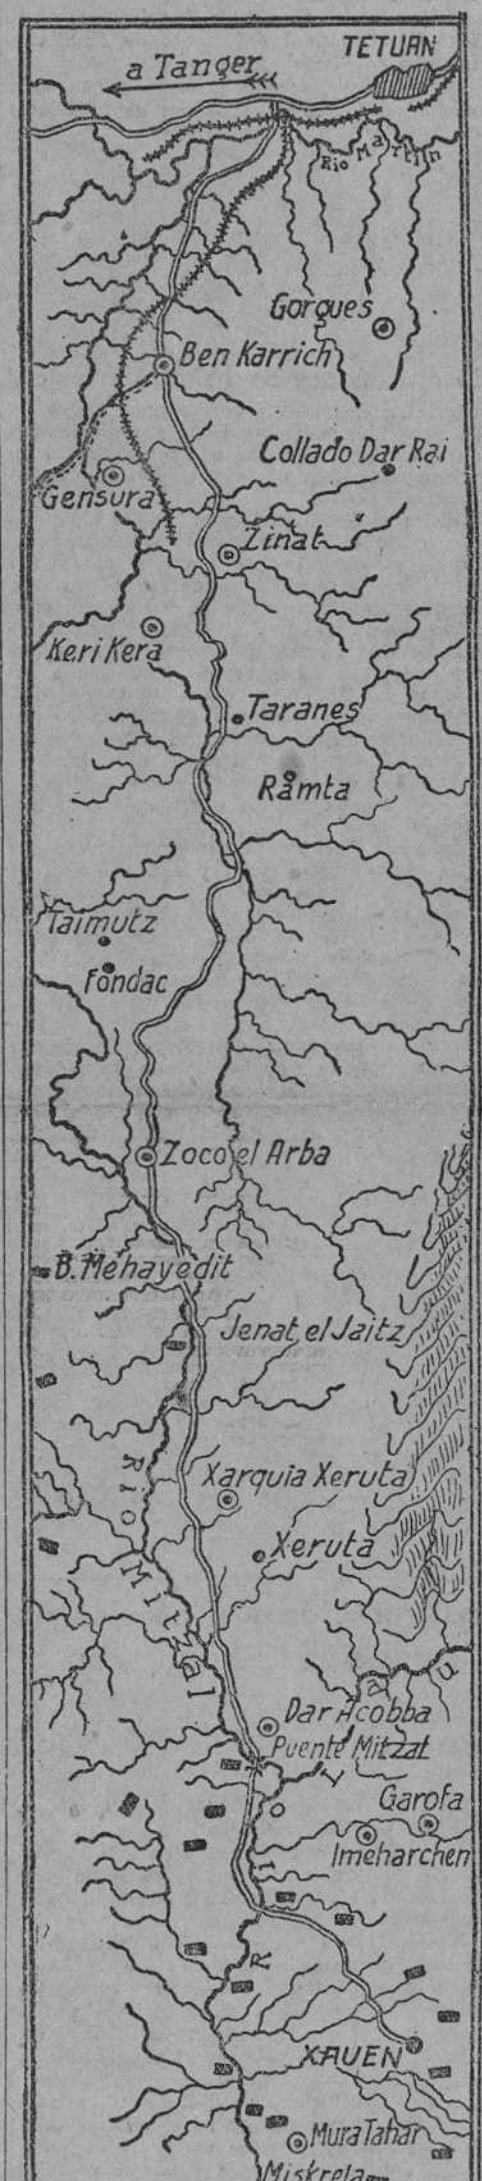 TETUAN
a Tanger
Rio Martin
Gorgues
Ben Karrich
Collado Dar Rai
Gensura
Zinat
Keri Kera
Taranes
Ramta
Taimutz
Fondac
Zoco el Arba
B. Mehayedit
Jenat el Jaitz
Xarquia Xeruta
Rio Mitzal
Xeruta
Dar Acobba
Puente Mitzat
Garofa
Imeharchen
XAUEN
Mura Tahar
Miskrela